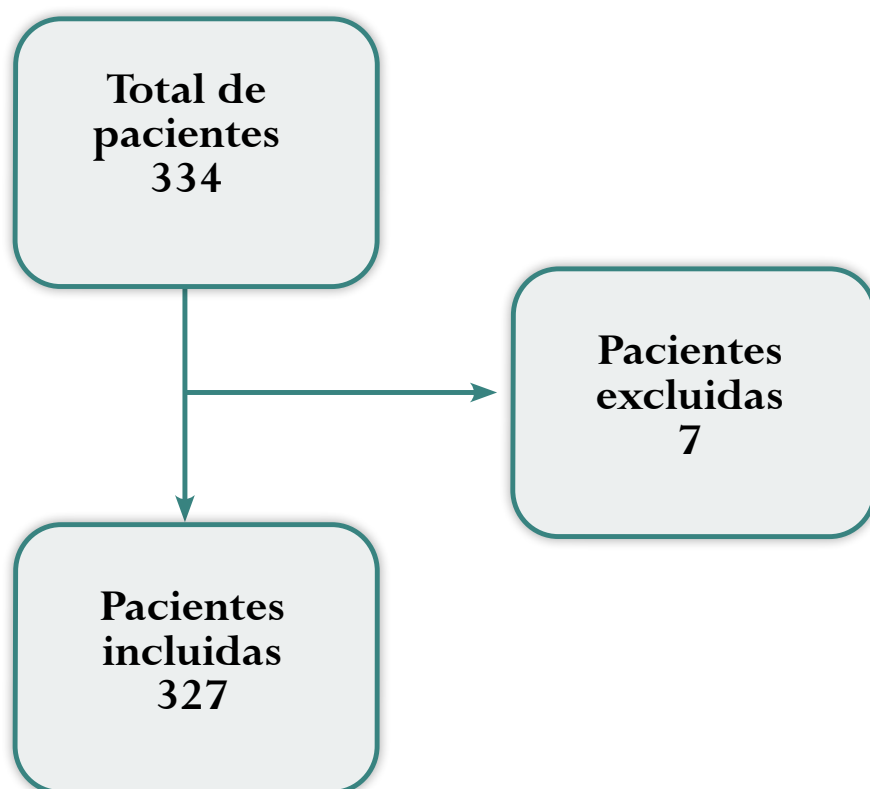 Total de
pacientes
334
Pacientes
excluidas
7
Pacientes
incluidas
327